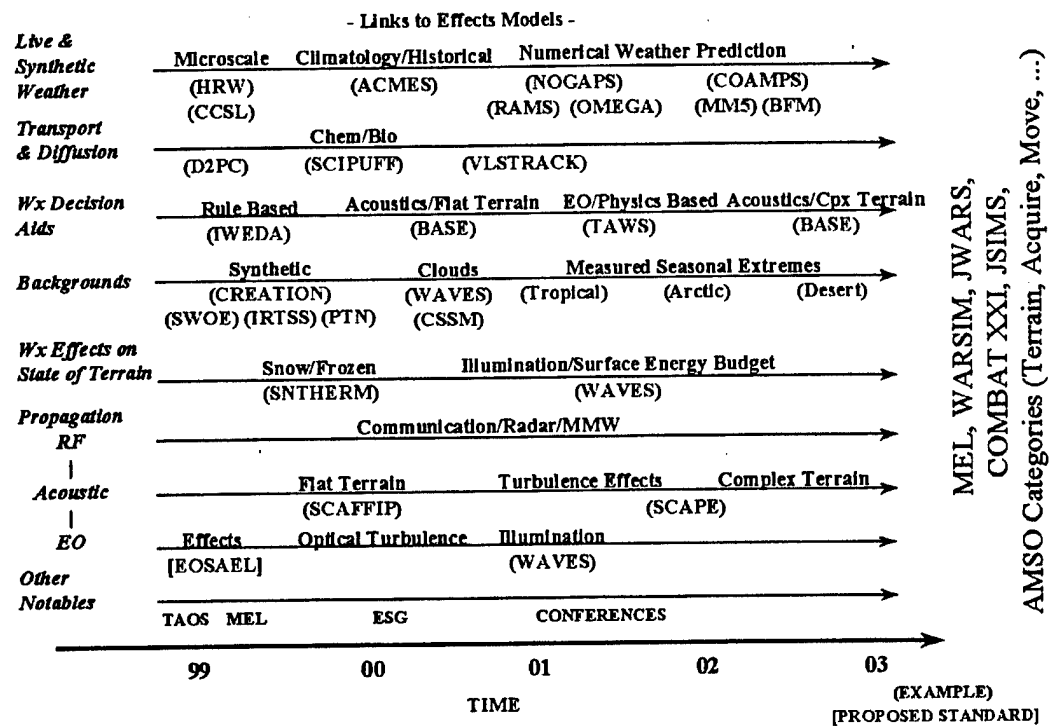 - Links to Effects Models -
Live &
Synthetic
Weather
Microscale Climatology/Historical Numerical Weather Prediction
(HRW) (ACMES) (NOGAPS) (COAMPS)
(CCSL) (RAMS) (OMEGA) (MM5) (BFM)
Transport
& Diffusion
Chem/Bio
(D2PC) (SCIPUFF) (VLSTRACK)
Wx Decision
Aids
Rule Based Acoustics/Flat Terrain EO/Physics Based Acoustics/Cpx Terrain
(IWEDA) (BASE) (TAWS) (BASE)
Backgrounds
Synthetic Clouds Measured Seasonal Extremes
(CREATION) (WAVES) (Tropical) (Arctic) (Desert)
(SWOE) (IRTSS) (PTN) (CSSM)
Wx Effects on
State of Terrain
Snow/Frozen Illumination/Surface Energy Budget
(SNTHERM) (WAVES)
Propagation
RF
Communication/Radar/MMW
Acoustic
Flat Terrain Turbulence Effects Complex Terrain
(SCAFFIP) (SCAPE)
EO
Effects Optical Turbulence Illumination
[EOSAEL] (WAVES)
Other
Notables
TAOS MEL ESG CONFERENCES
99 00 01 02 03
TIME
(EXAMPLE)
[PROPOSED STANDARD]
MEL, WARSIM, JWARS,
COMBAT XXI, JSIMS,
AMSO Categories (Terrain, Acquire, Move, ...)